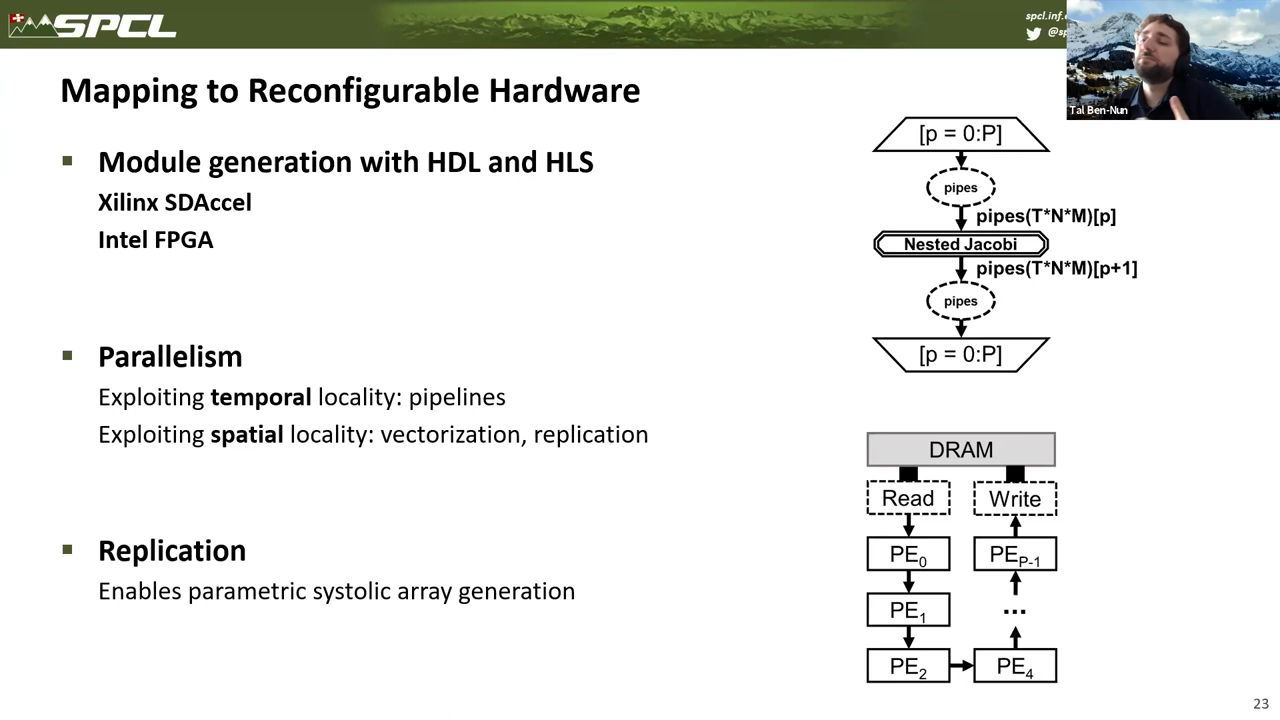 SPCL
spcl.inf.
@sp
Tal Ben-Nun
Mapping to Reconfigurable Hardware
Module generation with HDL and HLS
Xilinx SDAccel
Intel FPGA
Parallelism
Exploiting temporal locality: pipelines
Exploiting spatial locality: vectorization, replication
Replication
Enables parametric systolic array generation
[p = 0:P]
pipes
pipes(T*N*M)[p]
Nested Jacobi
pipes(T*N*M)[p+1]
pipes
[p = 0:P]
DRAM
Read Write
PE0 PEP-1
PE1 ...
PE2 PE4
23